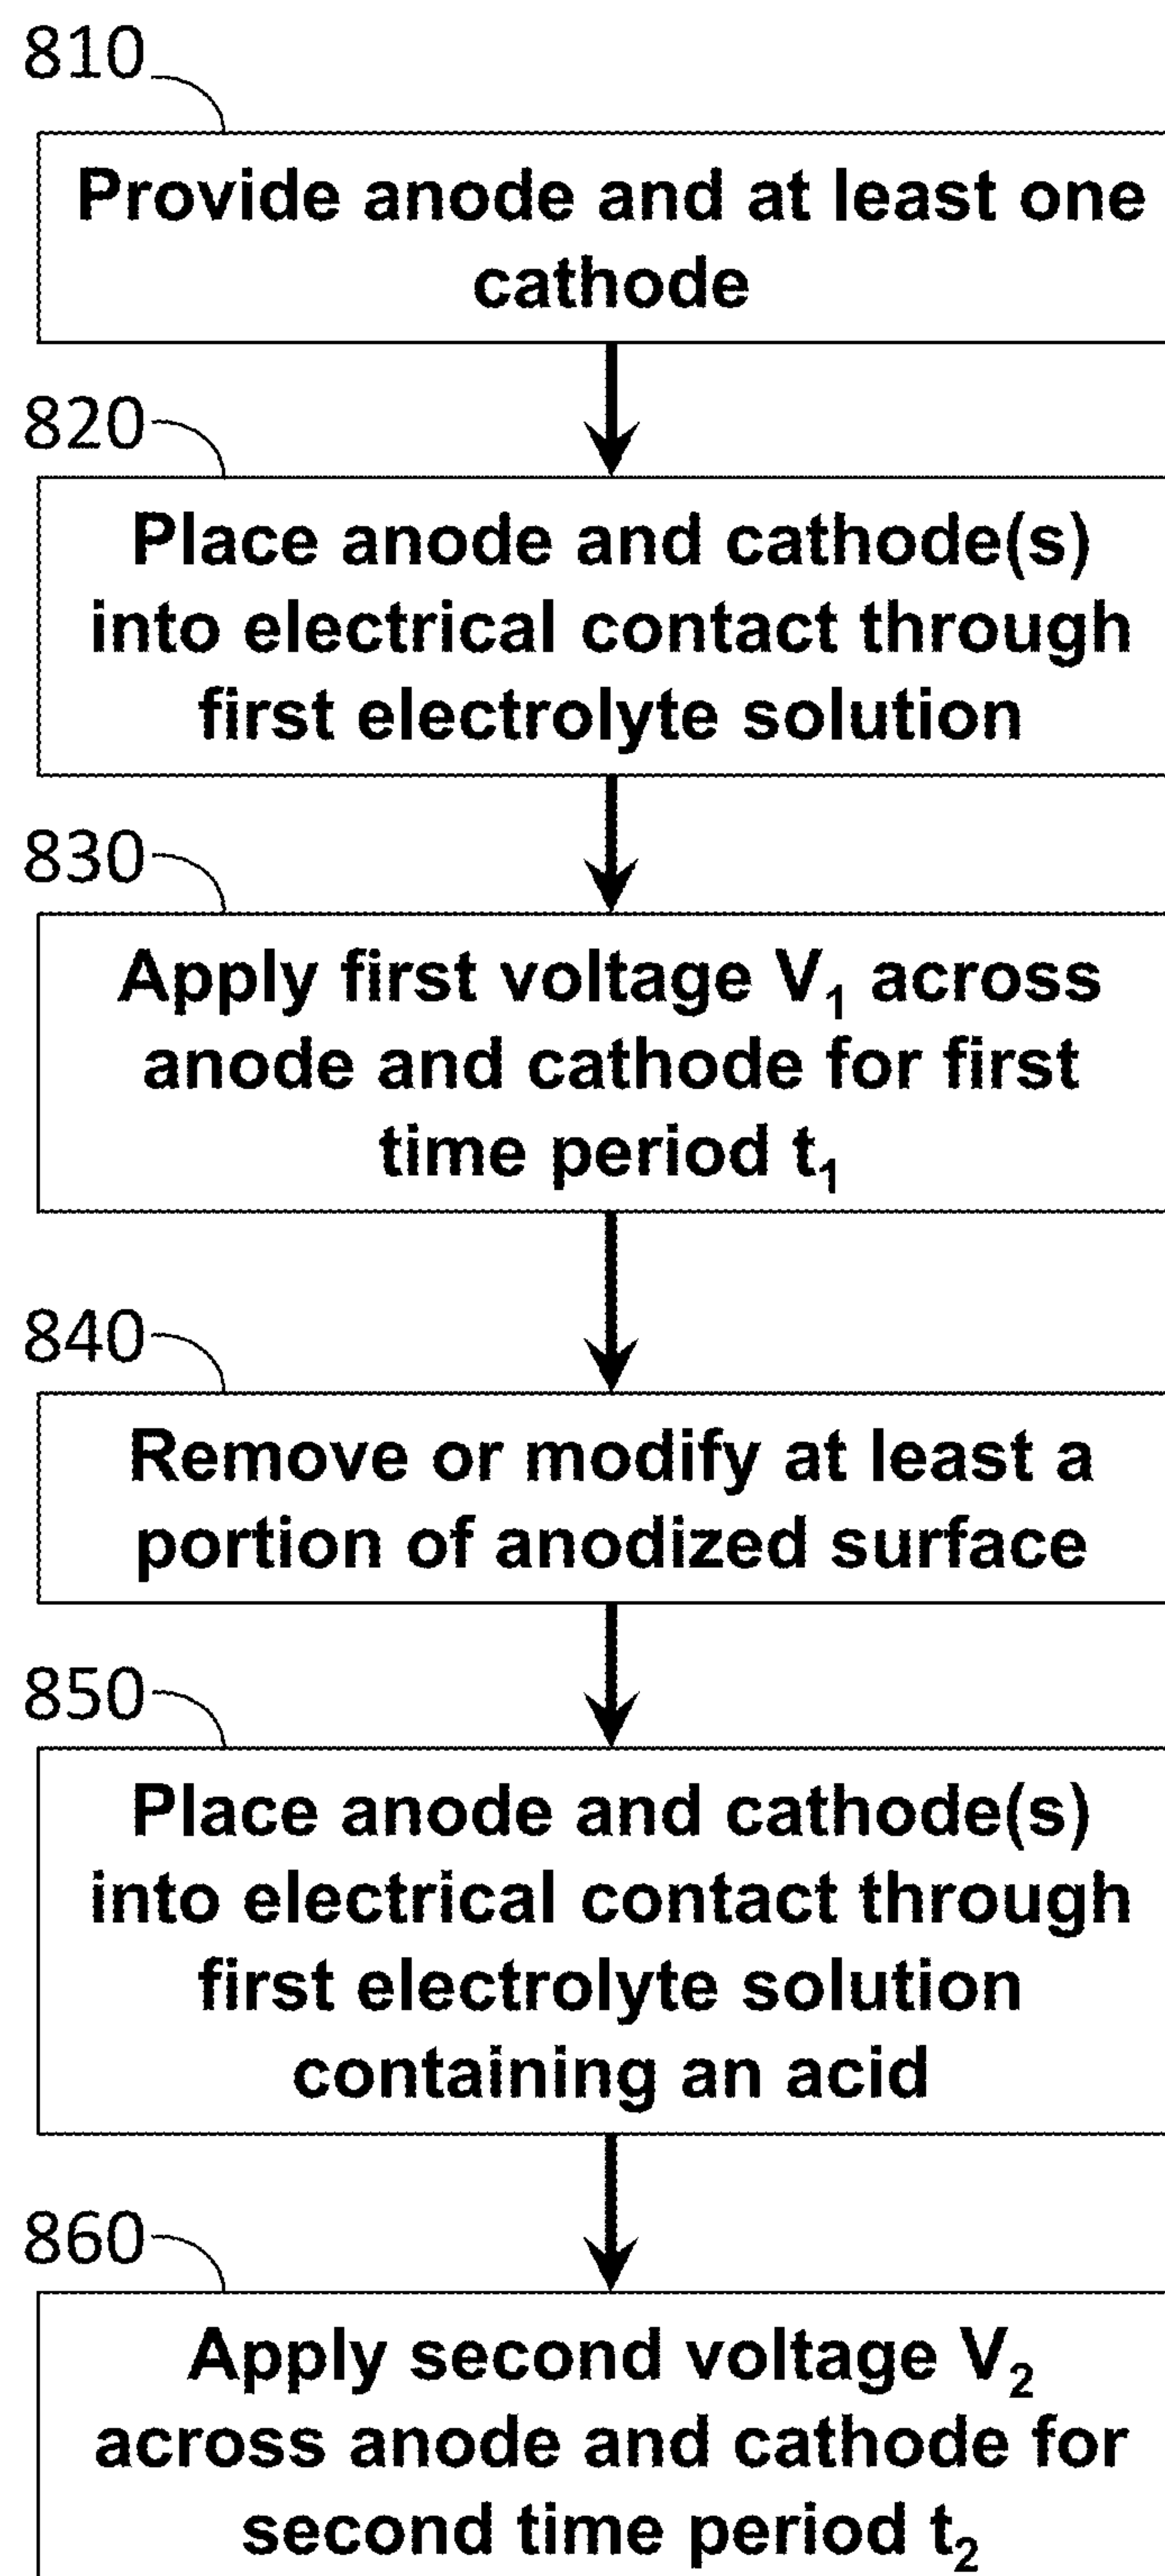 810
Provide anode and at least one
cathode
820
Place anode and cathode(s)
into electrical contact through
first electrolyte solution
830
Apply first voltage V₁ across
anode and cathode for first
time period t₁
840
Remove or modify at least a
portion of anodized surface
850
Place anode and cathode(s)
into electrical contact through
first electrolyte solution
containing an acid
860
Apply second voltage V₂
across anode and cathode for
second time period t₂